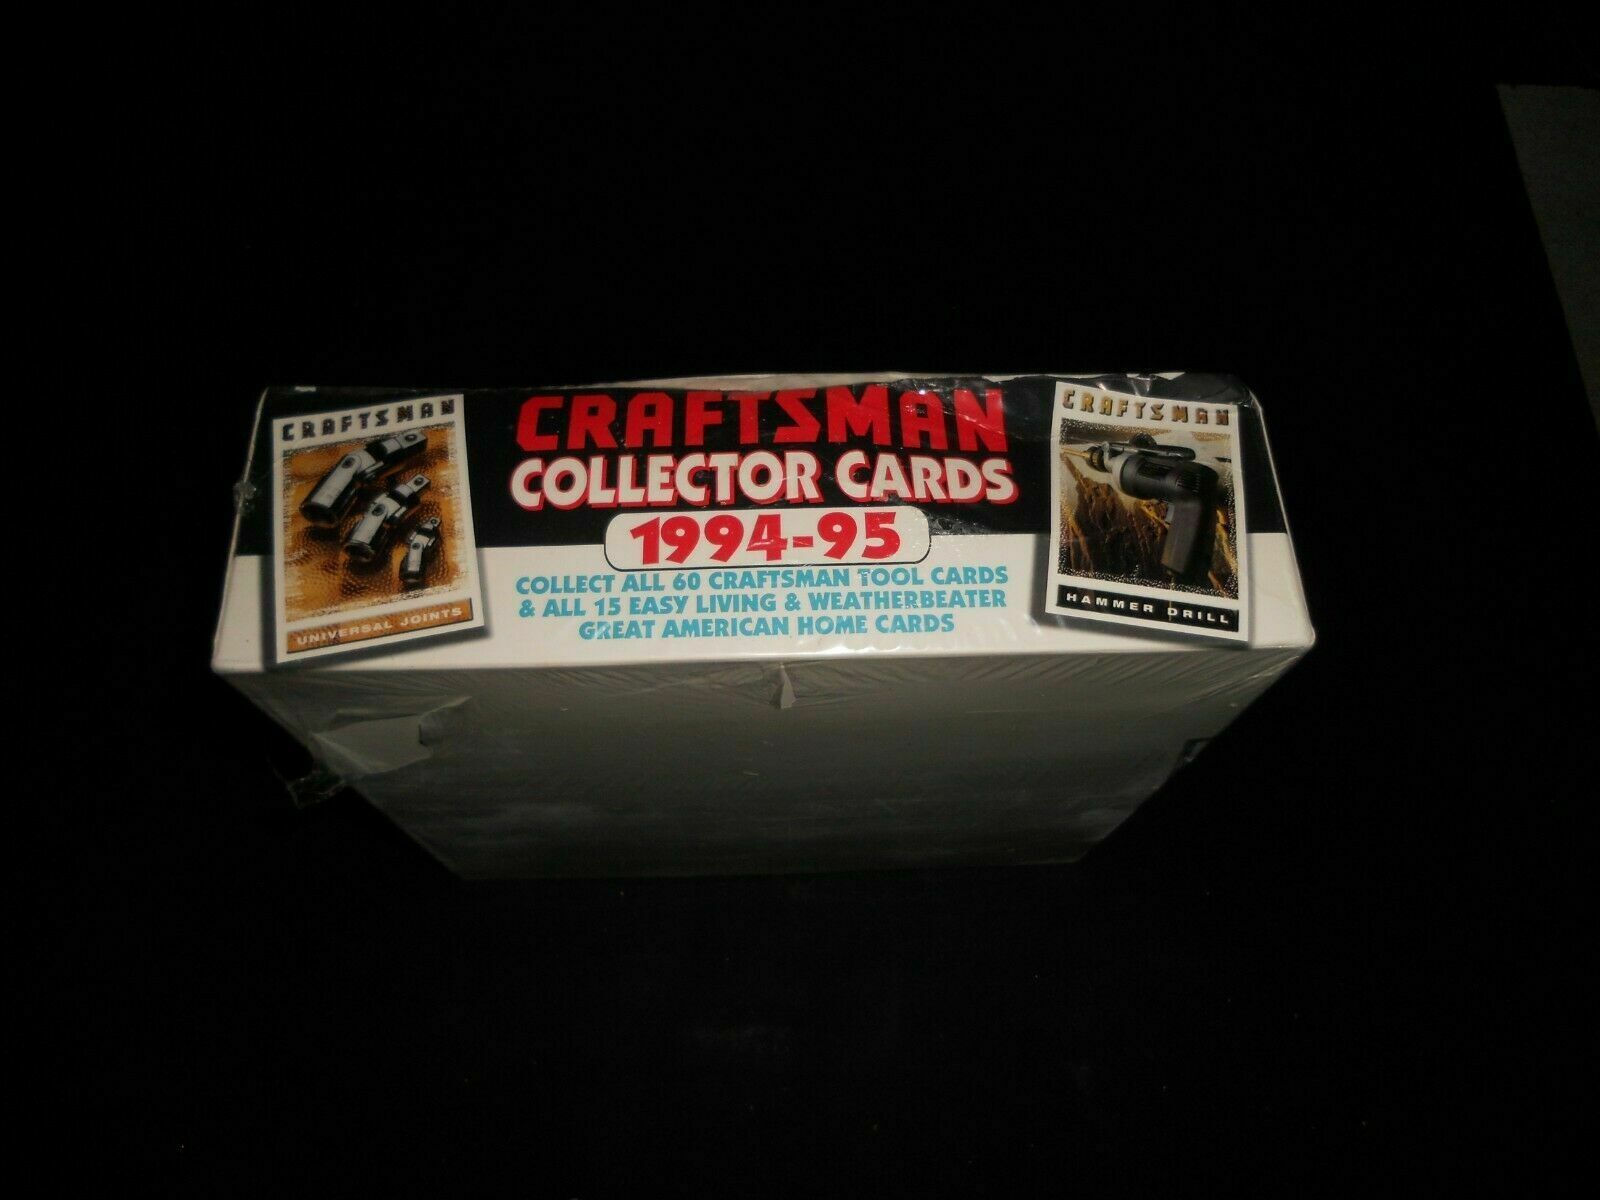 CRAFTSMAN
UNIVERSAL JOINTS
CRAFTSMAN
COLLECTOR CARDS
1994-95
COLLECT ALL 60 CRAFTSMAN TOOL CARDS
& ALL 15 EASY LIVING & WEATHERBEATER
GREAT AMERICAN HOME CARDS
CRAFTSMAN
HAMMER DRILL